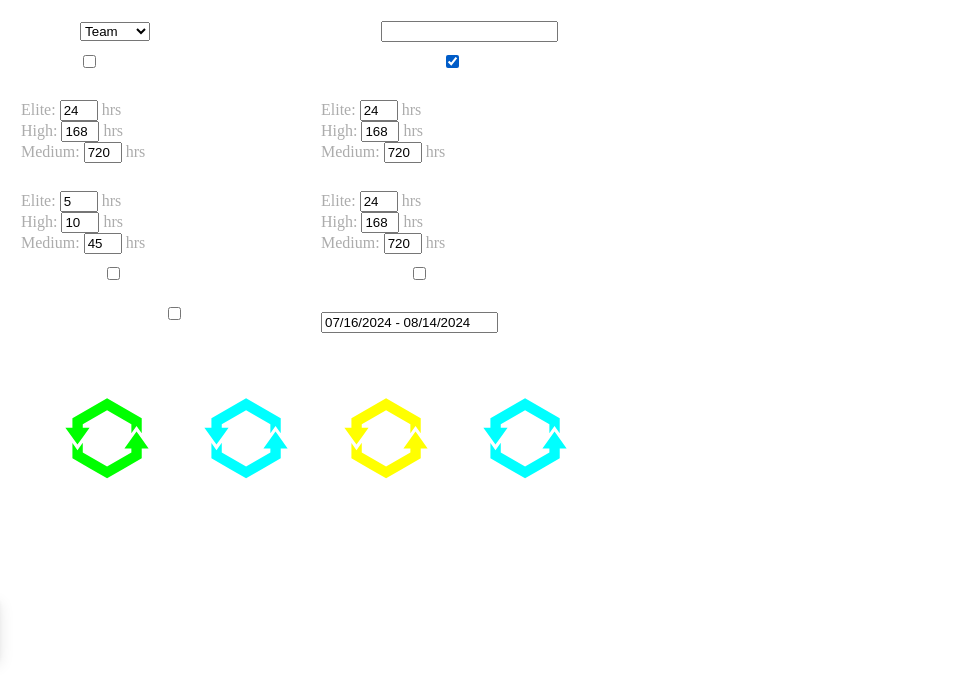 Team
Elite: 24 hrs
High: 168 hrs
Medium: 720 hrs
Elite: 24 hrs
High: 168 hrs
Medium: 720 hrs
Elite: 5 hrs
High: 10 hrs
Medium: 45 hrs
Elite: 24 hrs
High: 168 hrs
Medium: 720 hrs
07/16/2024 - 08/14/2024